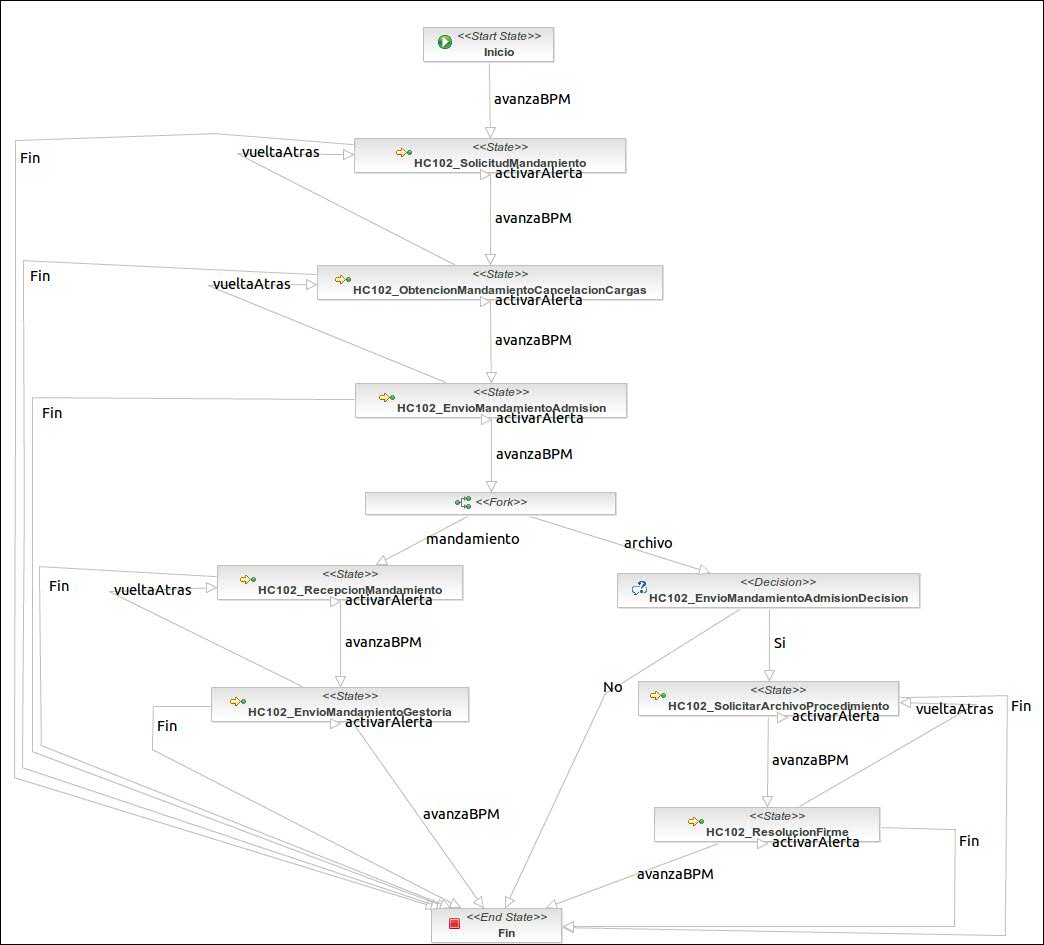 <<Start State>>
Inicio
avanzaBPM
Fin
vueltaAtras
<<State>>
HC102_SolicitudMandamiento
activarAlerta
avanzaBPM
Fin
vueltaAtras
<<State>>
HC102_ObtencionMandamientoCancelacionCargas
activarAlerta
avanzaBPM
Fin
<<State>>
HC102_EnvioMandamientoAdmision
activarAlerta
avanzaBPM
<<Fork>>
mandamiento
archivo
Fin
vueltaAtras
<<State>>
HC102_RecepcionMandamiento
activarAlerta
<<Decision>>
HC102_EnvioMandamientoAdmisionDecision
avanzaBPM
Si
No
<<State>>
HC102_EnvioMandamientoGestoria
activarAlerta
Fin
<<State>>
HC102_SolicitarArchivoProcedimiento
activarAlerta
vueltaAtras
Fin
avanzaBPM
avanzaBPM
<<State>>
HC102_ResolucionFirme
activarAlerta
Fin
avanzaBPM
<<End State>>
Fin